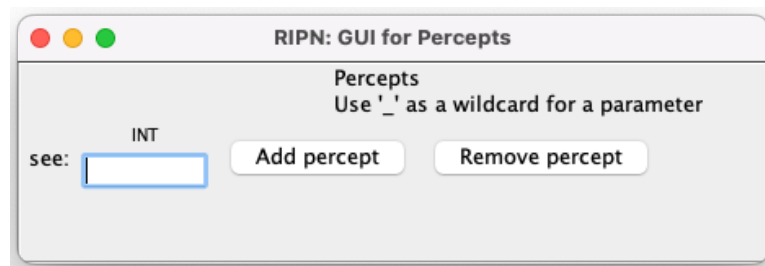 RIPN: GUI for Percepts
Percepts
Use '_' as a wildcard for a parameter
INT
see:
Add percept
Remove percept